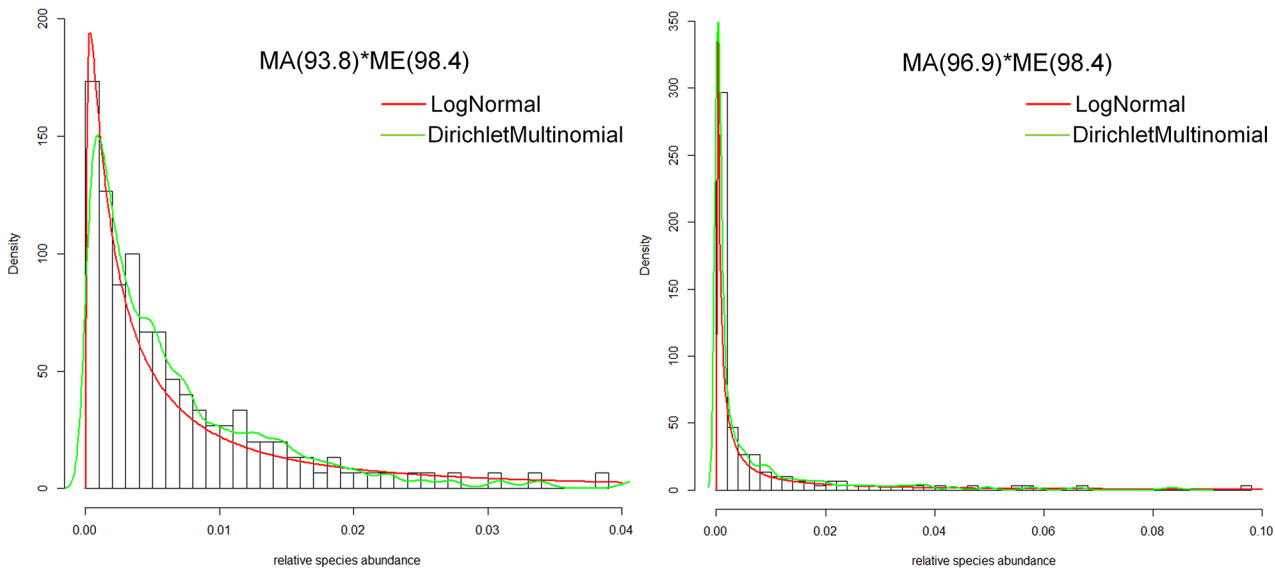 MA(93.8)*ME(98.4)
LogNormal
DirichletMultinomial
Density
0
50
100
150
200
0.00 0.01 0.02 0.03 0.04
relative species abundance
MA(96.9)*ME(98.4)
LogNormal
DirichletMultinomial
Density
0
50
100
150
200
250
300
350
0.00 0.02 0.04 0.06 0.08 0.10
relative species abundance